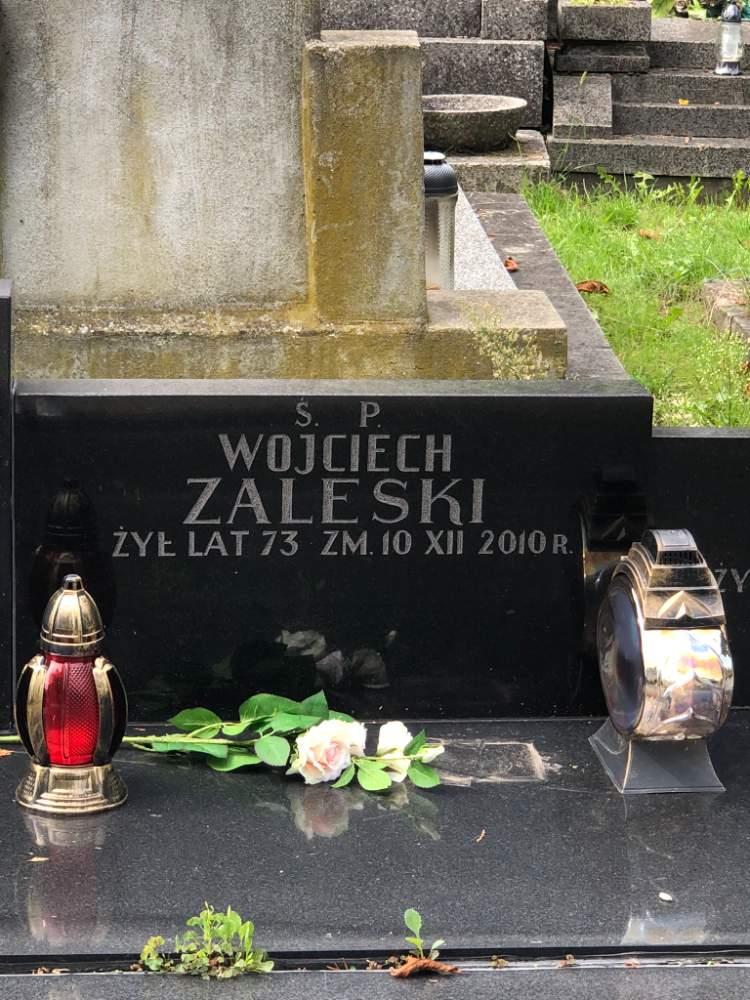 Ś. P.
WOJCIECH
ZALESKI
ŻYŁ LAT 73 ZM. 10 XII 2010 R.